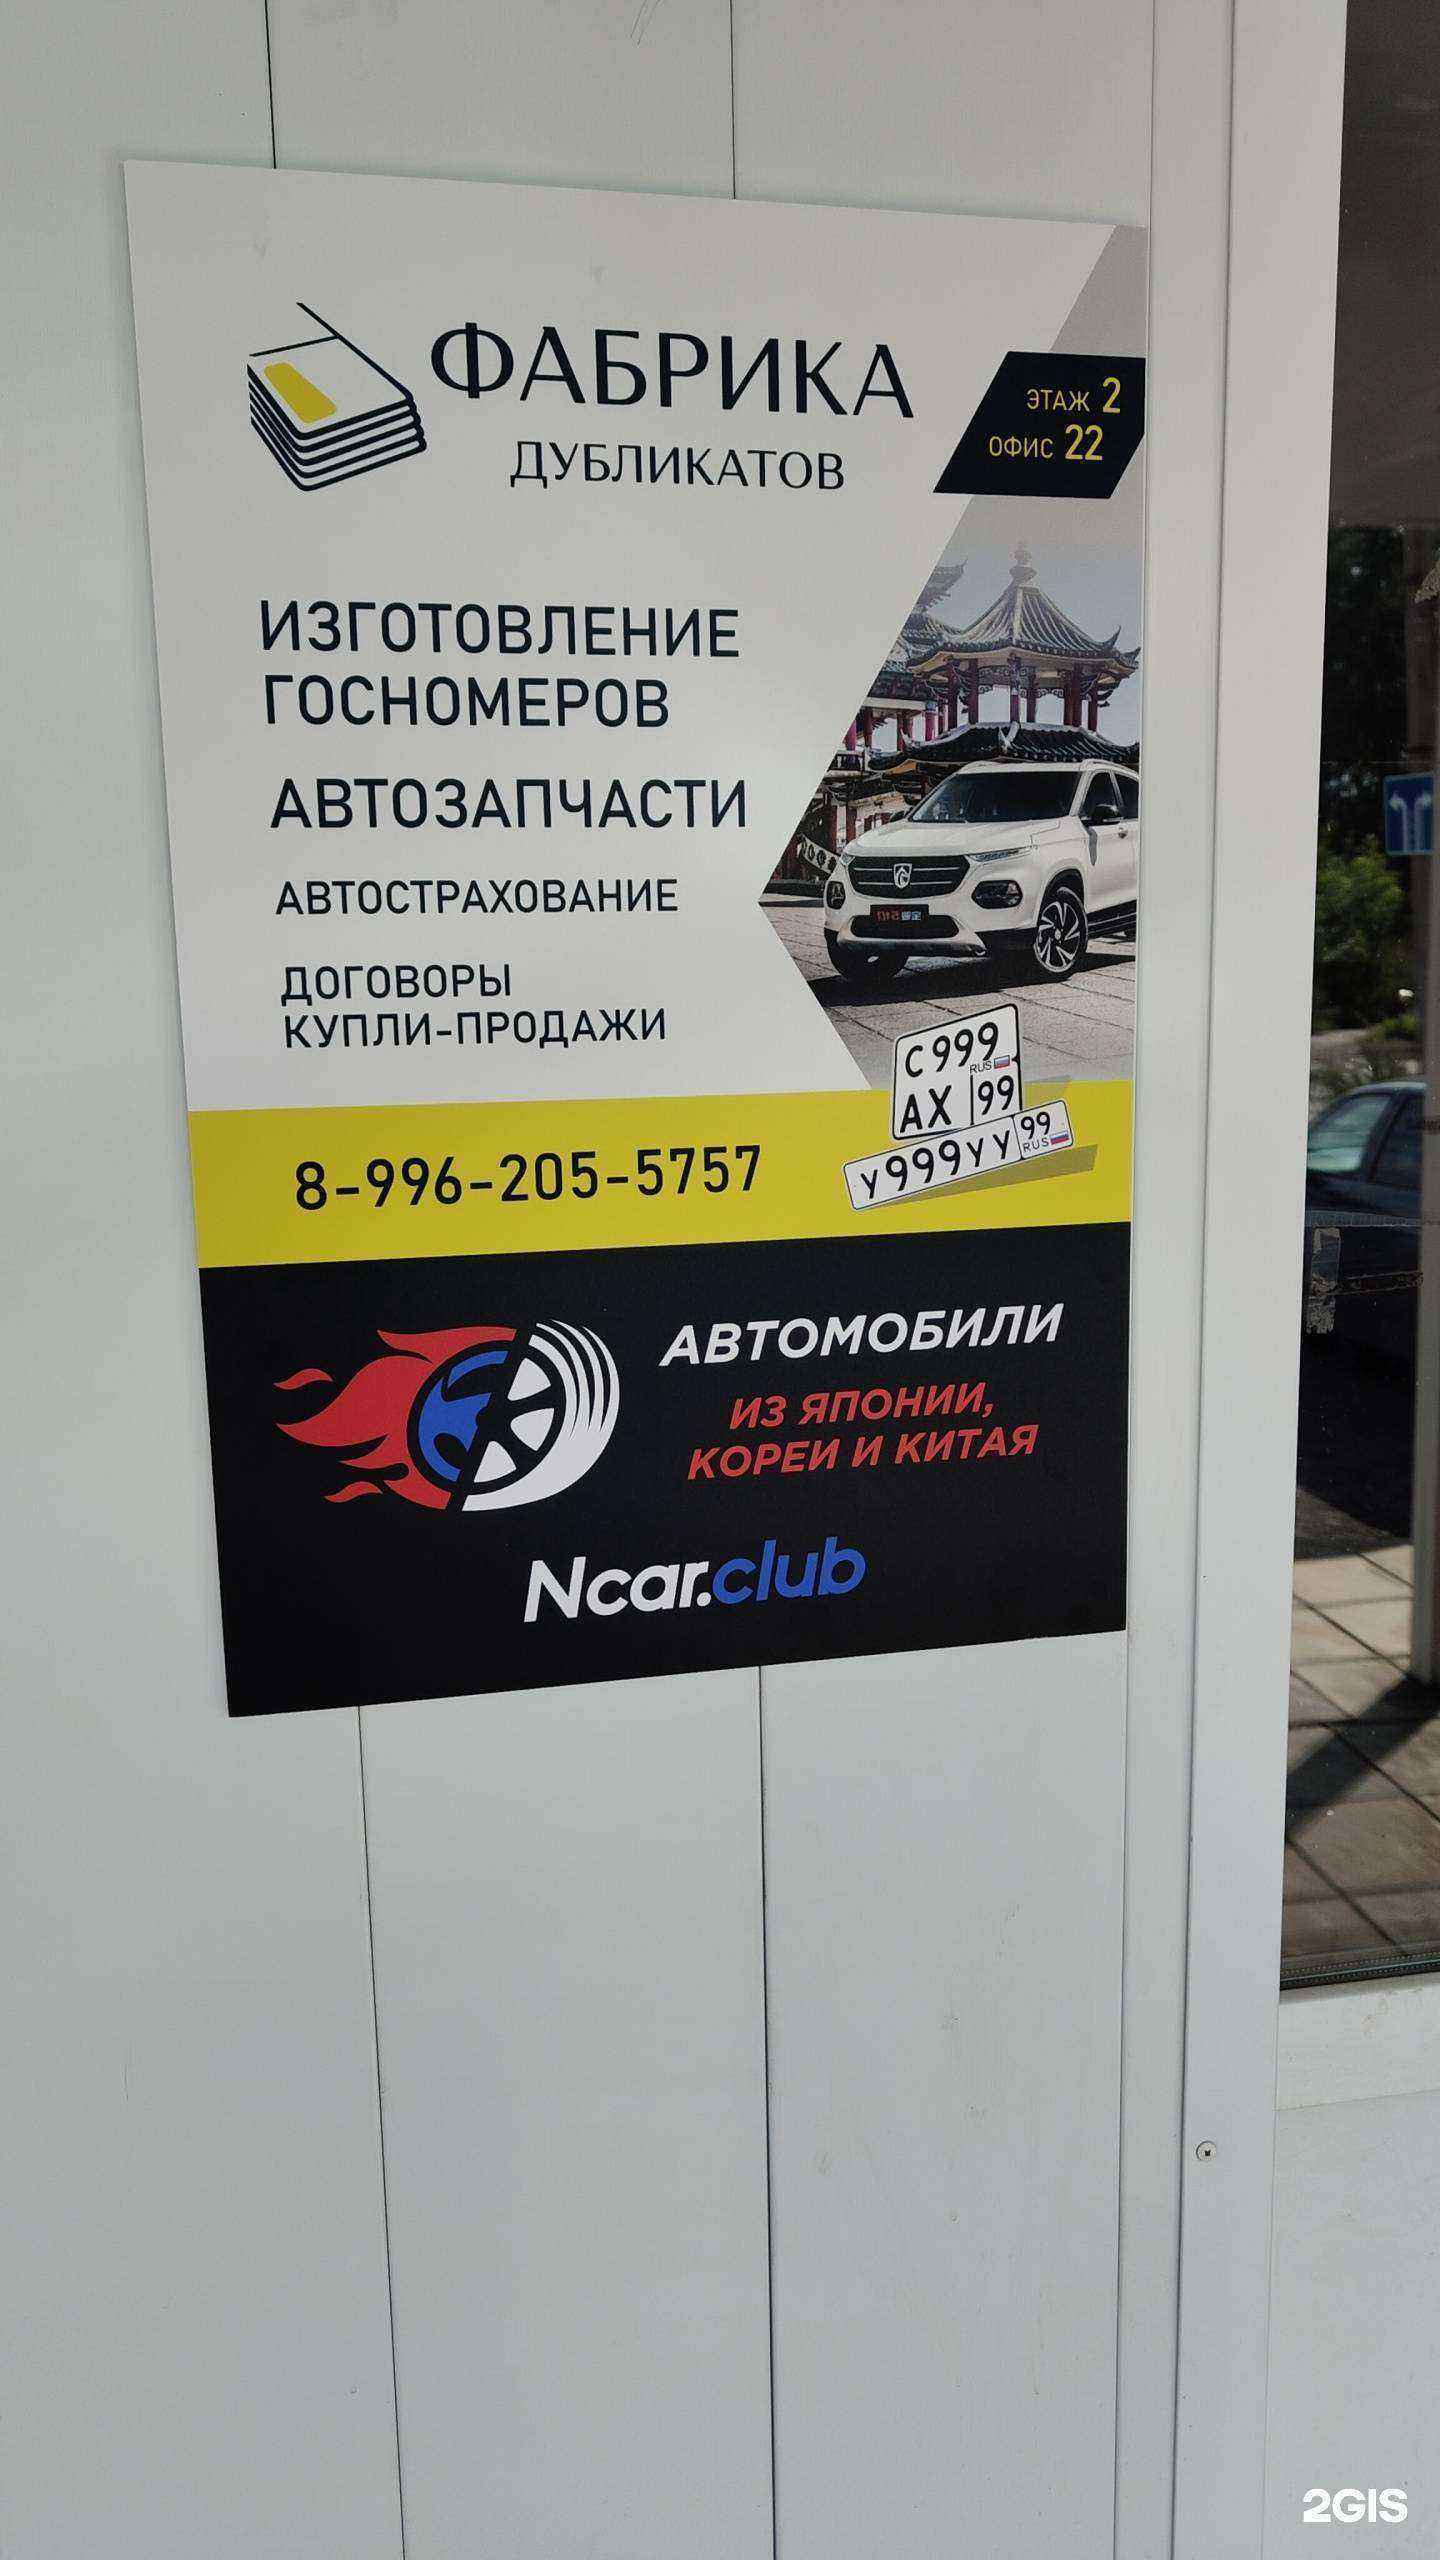 ФАБРИКА
ДУБЛИКАТОВ
ЭТАЖ 2
ОФИС 22
ИЗГОТОВЛЕНИЕ
ГОСНОМЕРОВ
АВТОЗАПЧАСТИ
АВТОСТРАХОВАНИЕ
ДОГОВОРЫ
КУПЛИ-ПРОДАЖИ
С 999
RUS
АХ 99
У999УУ 99
RUS
8-996-205-5757
АВТОМОБИЛИ
ИЗ ЯПОНИИ,
КОРЕИ И КИТАЯ
Ncar.club
2GIS